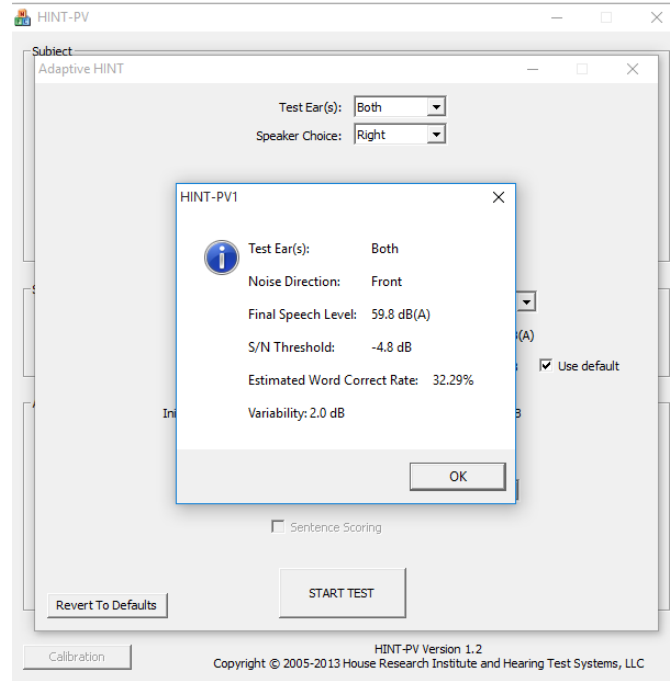 HINT-PV
Subject
Adaptive HINT
Test Ear(s): Both
Speaker Choice: Right
HINT-PV1
Test Ear(s): Both
Noise Direction: Front
Final Speech Level: 59.8 dB(A)
S/N Threshold: -4.8 dB
Estimated Word Correct Rate: 32.29%
Variability: 2.0 dB
OK
(A)
Use default
Ini
Sentence Scoring
START TEST
Revert To Defaults
Calibration
HINT-PV Version 1.2
Copyright © 2005-2013 House Research Institute and Hearing Test Systems, LLC